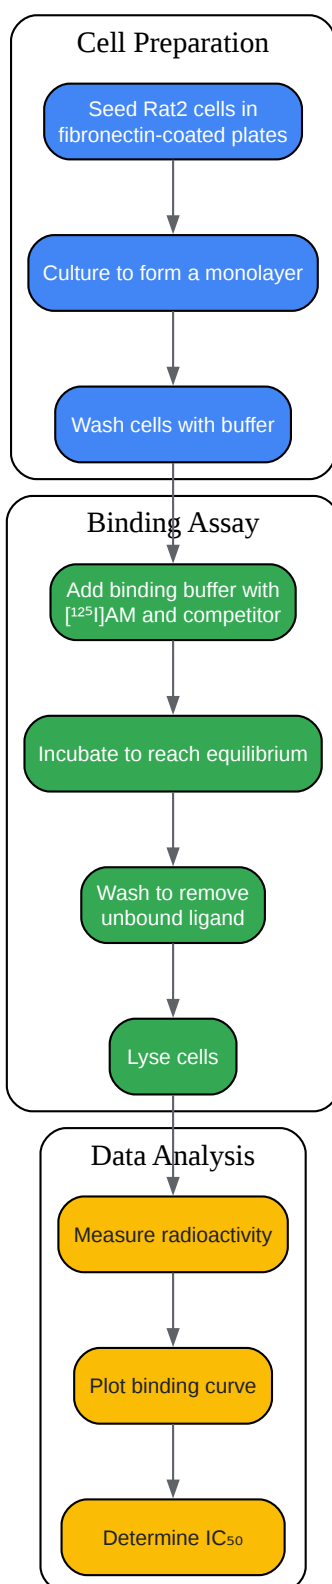 Cell Preparation
Seed Rat2 cells in
fibronectin-coated plates
Culture to form a monolayer
Wash cells with buffer
Binding Assay
Add binding buffer with
[¹²⁵I]AM and competitor
Incubate to reach equilibrium
Wash to remove
unbound ligand
Lyse cells
Data Analysis
Measure radioactivity
Plot binding curve
Determine IC₅₀